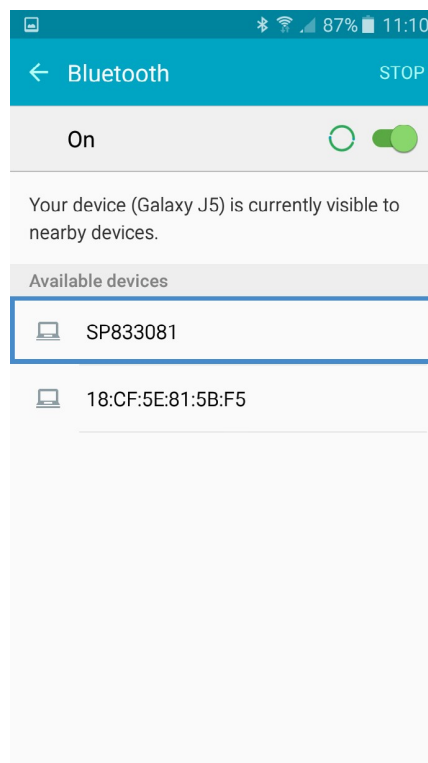 87% 11:10
Bluetooth STOP
On
Your device (Galaxy J5) is currently visible to
nearby devices.
Available devices
SP833081
18:CF:5E:81:5B:F5